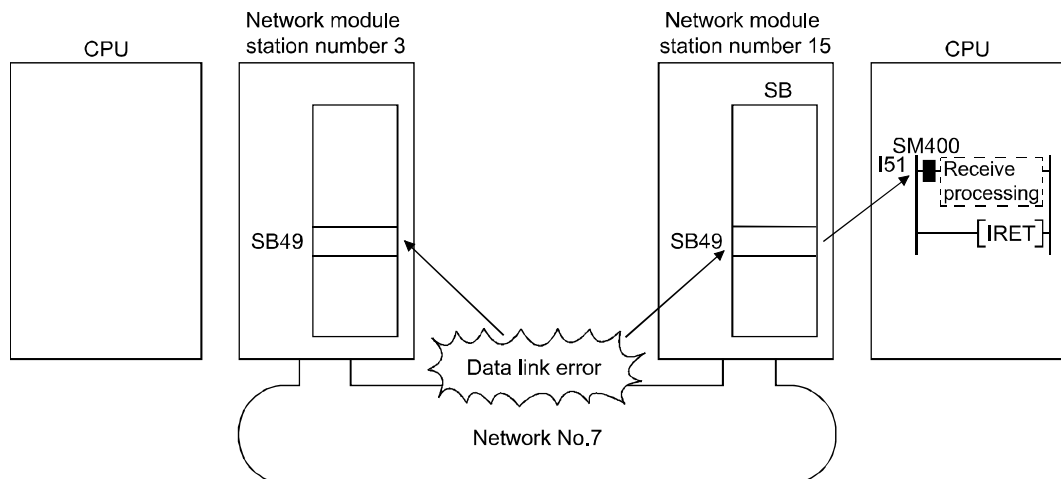 CPU
Network module
station number 3
SB49
Network module
station number 15
SB
SB49
CPU
SM400
I51
Receive
processing
IRET
Data link error
Network No.7